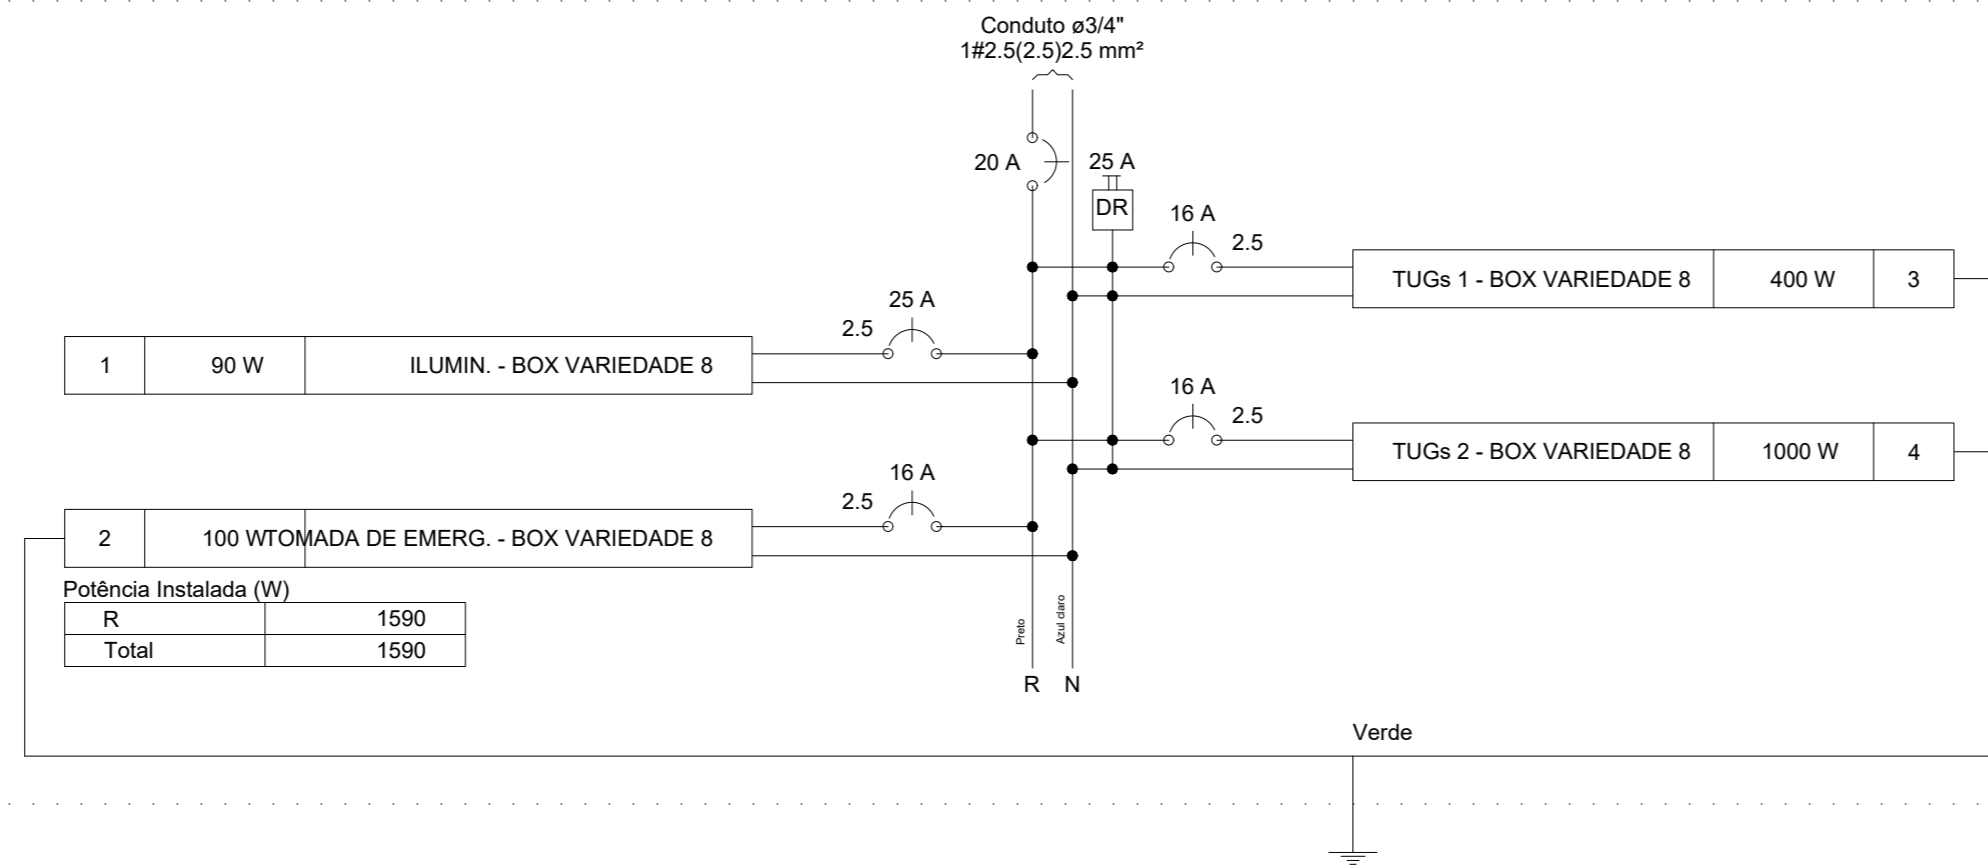 Conduto ø3/4"
1#2.5(2.5)2.5 mm²
20 A
25 A
DR
16 A
2.5
TUGs 1 - BOX VARIEDADE 8 400 W 3
25 A
2.5
1 90 W ILUMIN. - BOX VARIEDADE 8
16 A
2.5
TUGs 2 - BOX VARIEDADE 8 1000 W 4
16 A
2.5
2 100 WTOMADA DE EMERG. - BOX VARIEDADE 8
Potência Instalada (W)
R 1590
Total 1590
Preto
Azul claro
R N
Verde